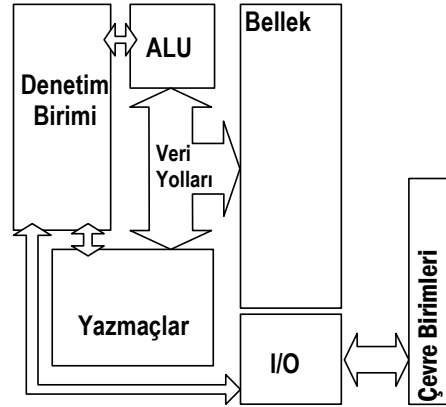 Denetim
Birimi
ALU
Bellek
Veri
Yolları
Yazmaçlar
I/O
Çevre Birimleri